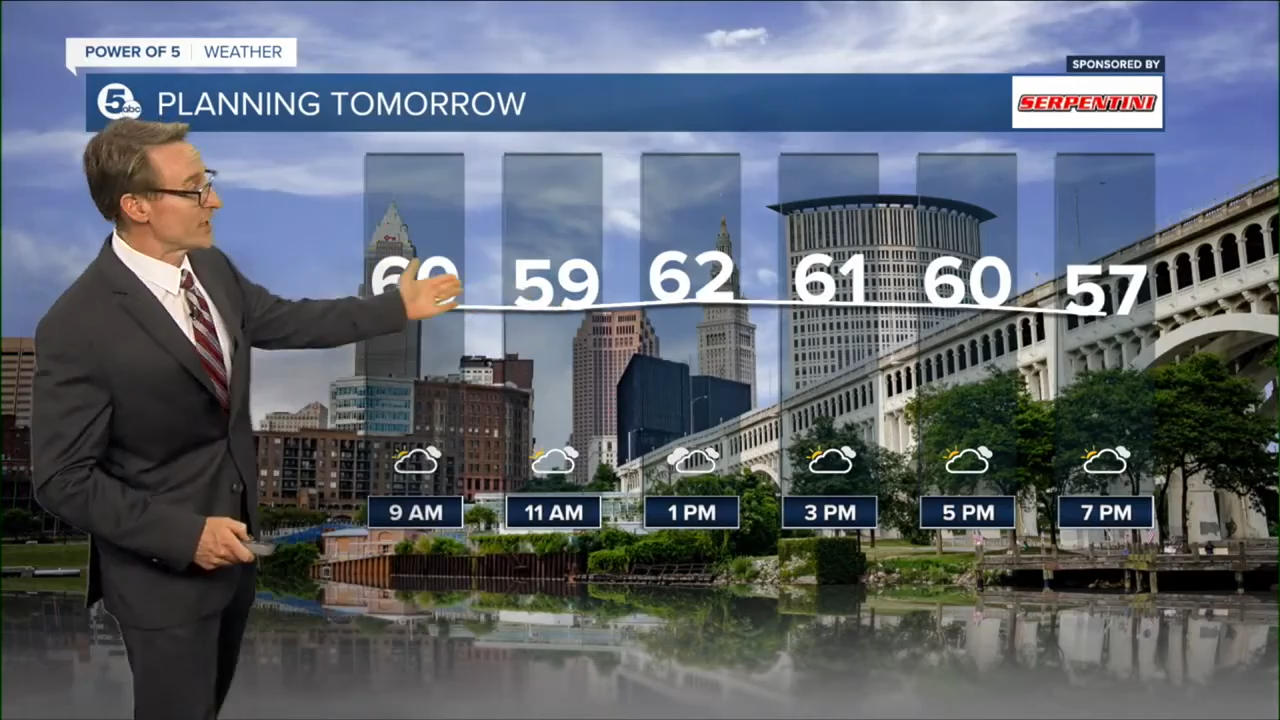 POWER OF 5 WEATHER
SPONSORED BY
5 abc PLANNING TOMORROW
SERPENTINI
60 59 62 61 60 57
9 AM 11 AM 1 PM 3 PM 5 PM 7 PM